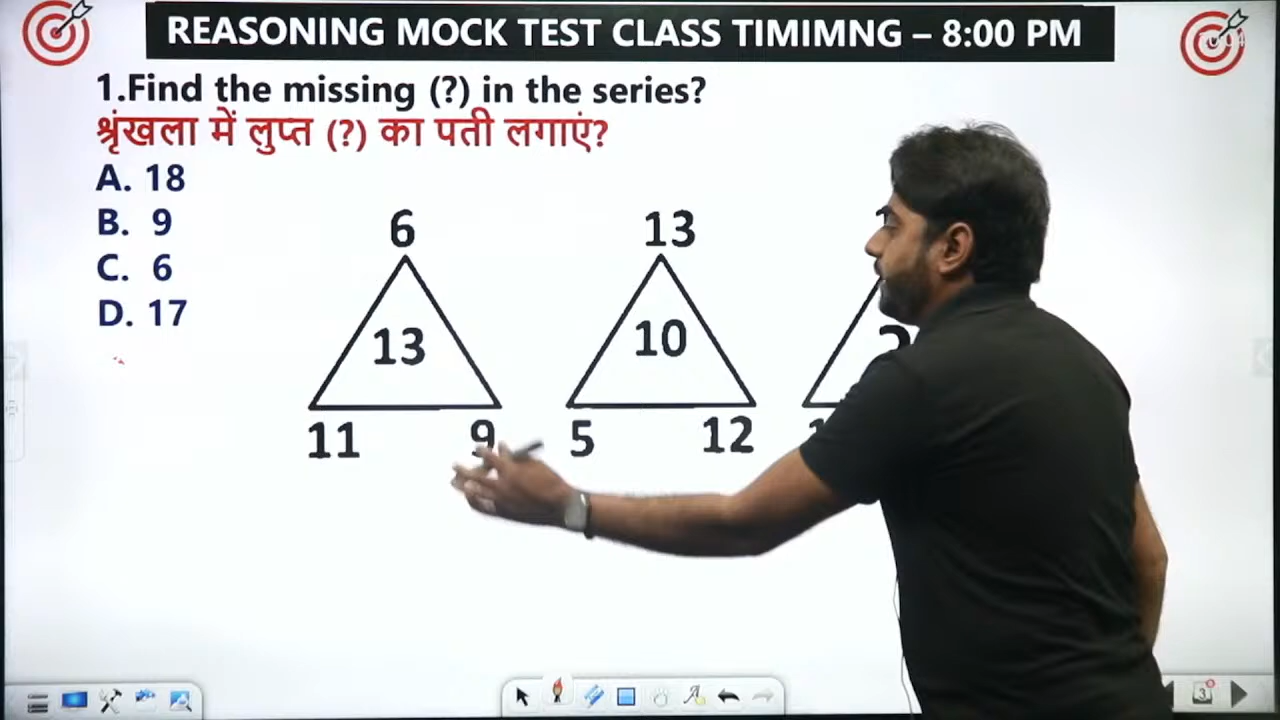 REASONING MOCK TEST CLASS TIMIMNG – 8:00 PM
1.Find the missing (?) in the series?
श्रृंखला में लुप्त (?) का पती लगाएं?
A. 18
B. 9
C. 6
D. 17
6
13
11
9
13
10
5
12
3